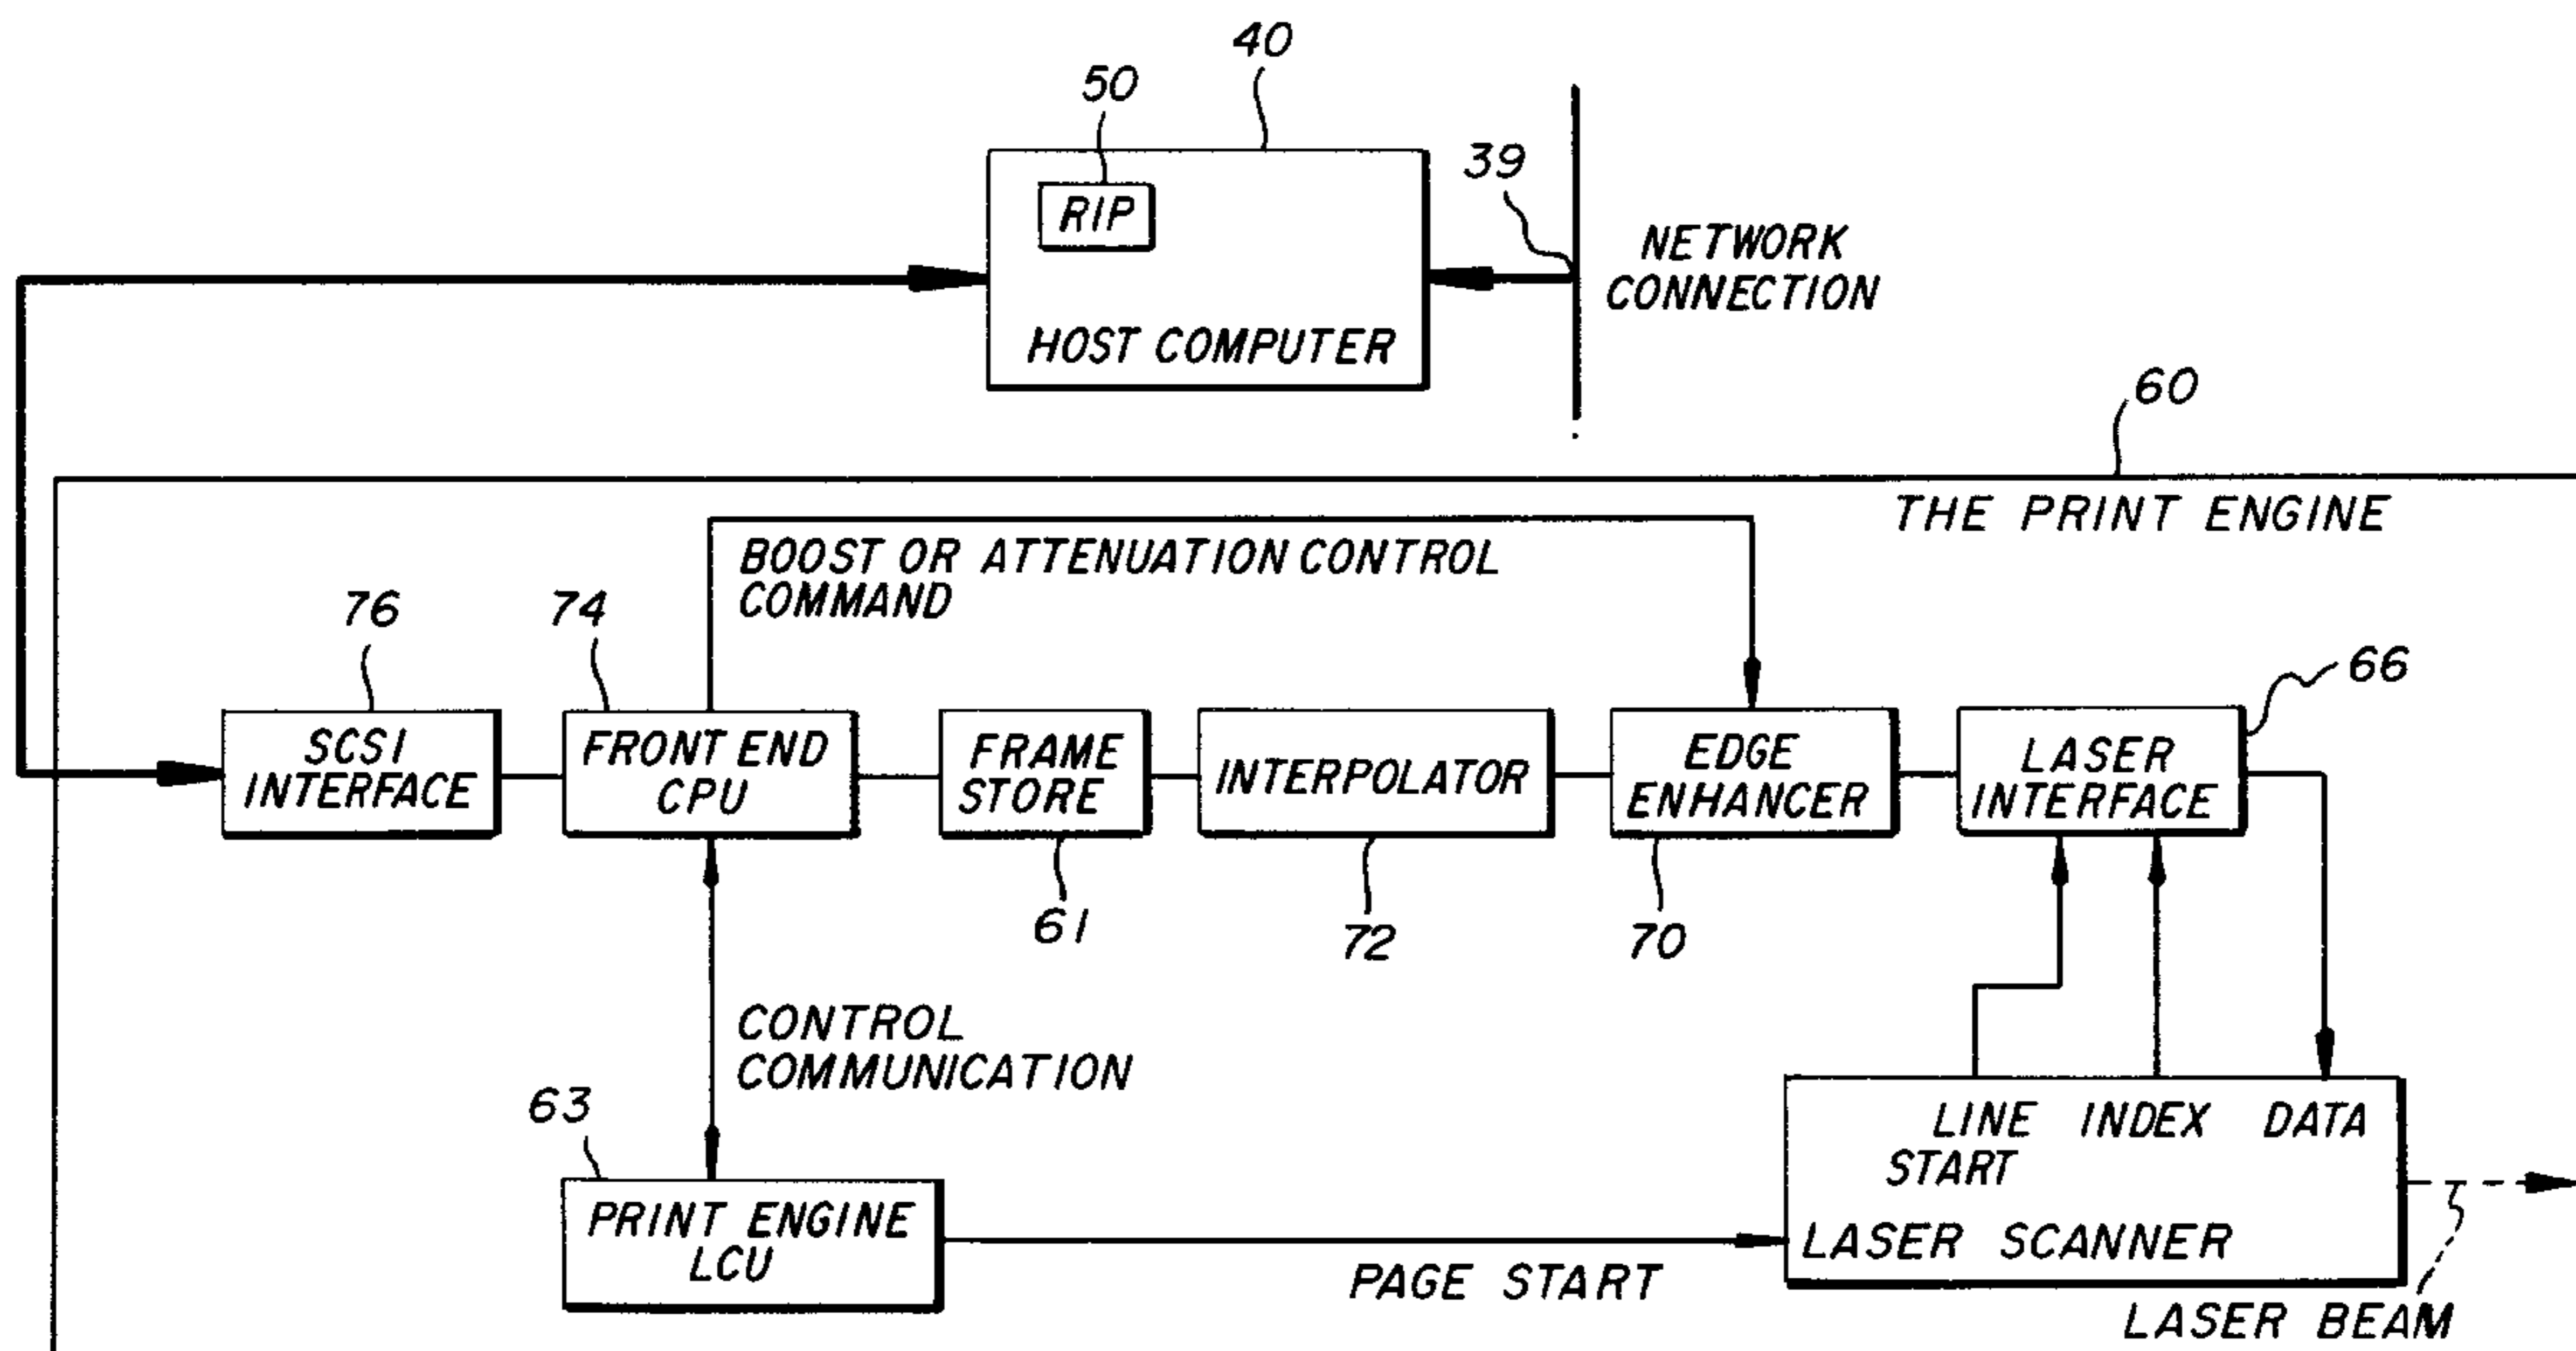 40
50
RIP
39
NETWORK
CONNECTION
HOST COMPUTER
60
THE PRINT ENGINE
BOOST OR ATTENUATION CONTROL
COMMAND
76
74
66
SCSI
INTERFACE
FRONT END
CPU
FRAME
STORE
INTERPOLATOR
EDGE
ENHANCER
LASER
INTERFACE
61
72
70
CONTROL
COMMUNICATION
63
PRINT ENGINE
LCU
PAGE START
LINE INDEX DATA
START
LASER SCANNER
LASER BEAM